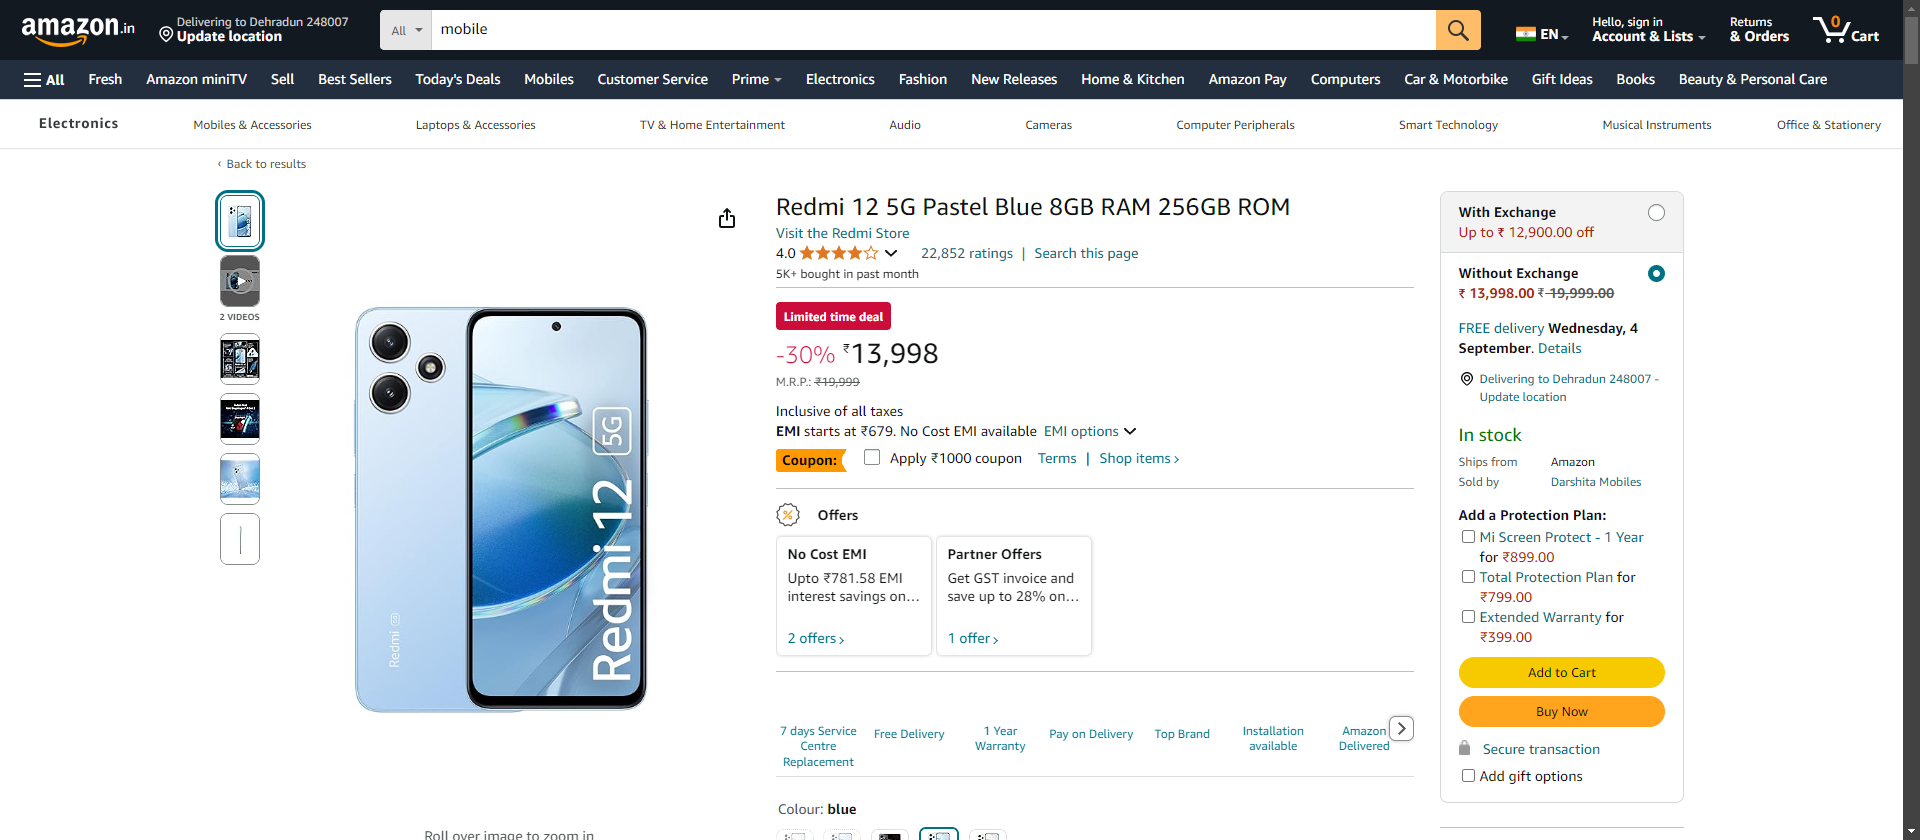 amazon.in
Delivering to Dehradun 248007
Update location
All
mobile
EN
Hello, sign in
Account & Lists
Returns
& Orders
0
Cart
All
Fresh
Amazon miniTV
Sell
Best Sellers
Today's Deals
Mobiles
Customer Service
Prime
Electronics
Fashion
New Releases
Home & Kitchen
Amazon Pay
Computers
Car & Motorbike
Gift Ideas
Books
Beauty & Personal Care
Electronics
Mobiles & Accessories
Laptops & Accessories
TV & Home Entertainment
Audio
Cameras
Computer Peripherals
Smart Technology
Musical Instruments
Office & Stationery
‹ Back to results
2 VIDEOS
Redmi 5G
Redmi 12 5G
Roll over image to zoom in
Redmi 12 5G Pastel Blue 8GB RAM 256GB ROM
Visit the Redmi Store
4.0
22,852 ratings | Search this page
5K+ bought in past month
Limited time deal
-30% ₹13,998
M.R.P.: ₹19,999
Inclusive of all taxes
EMI starts at ₹679. No Cost EMI available EMI options
Coupon: Apply ₹1000 coupon Terms | Shop items ›
% Offers
No Cost EMI
Upto ₹781.58 EMI
interest savings on…
2 offers ›
Partner Offers
Get GST invoice and
save up to 28% on…
1 offer ›
7 days Service
Centre
Replacement
Free Delivery
1 Year
Warranty
Pay on Delivery
Top Brand
Installation
available
Amazon
Delivered
Colour: blue
With Exchange
Up to ₹ 12,900.00 off
Without Exchange
₹ 13,998.00 ₹ 19,999.00
FREE delivery Wednesday, 4
September. Details
Delivering to Dehradun 248007 -
Update location
In stock
Ships from Amazon
Sold by Darshita Mobiles
Add a Protection Plan:
Mi Screen Protect - 1 Year
for ₹899.00
Total Protection Plan for
₹799.00
Extended Warranty for
₹399.00
Add to Cart
Buy Now
Secure transaction
Add gift options